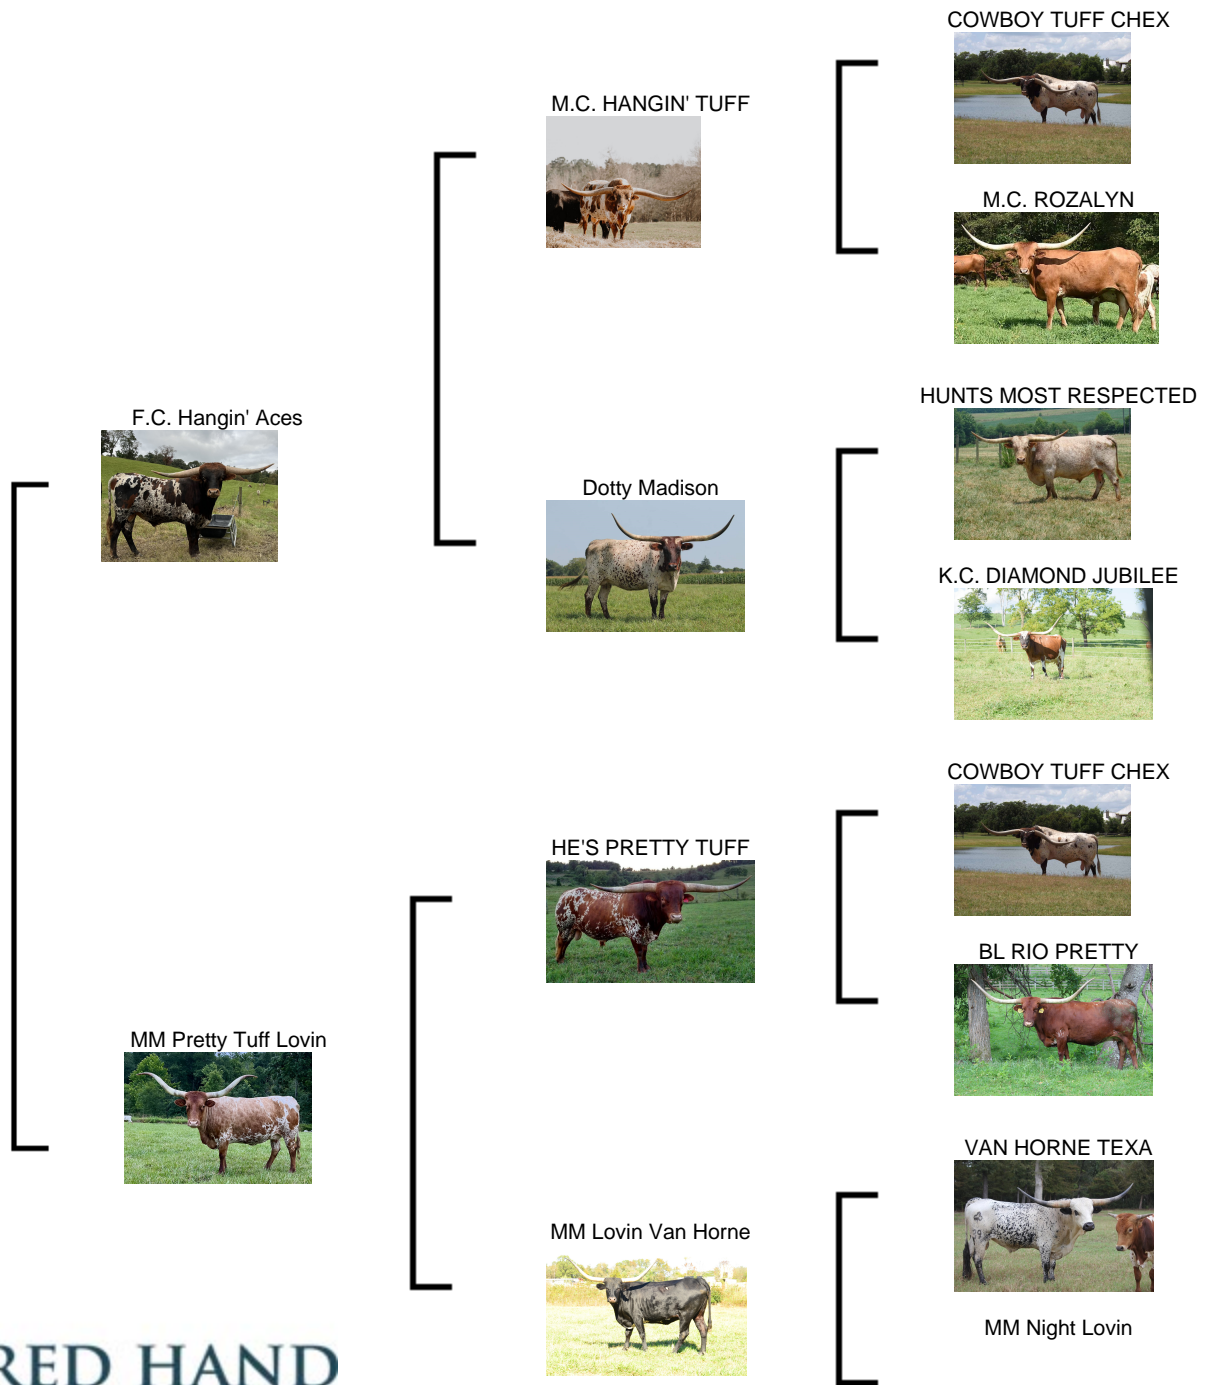 COWBOY TUFF CHEX
M.C. HANGIN' TUFF
M.C. ROZALYN
F.C. Hangin' Aces
HUNTS MOST RESPECTED
Dotty Madison
K.C. DIAMOND JUBILEE
COWBOY TUFF CHEX
HE'S PRETTY TUFF
BL RIO PRETTY
MM Pretty Tuff Lovin
VAN HORNE TEXA
MM Lovin Van Horne
MM Night Lovin
RED HAND